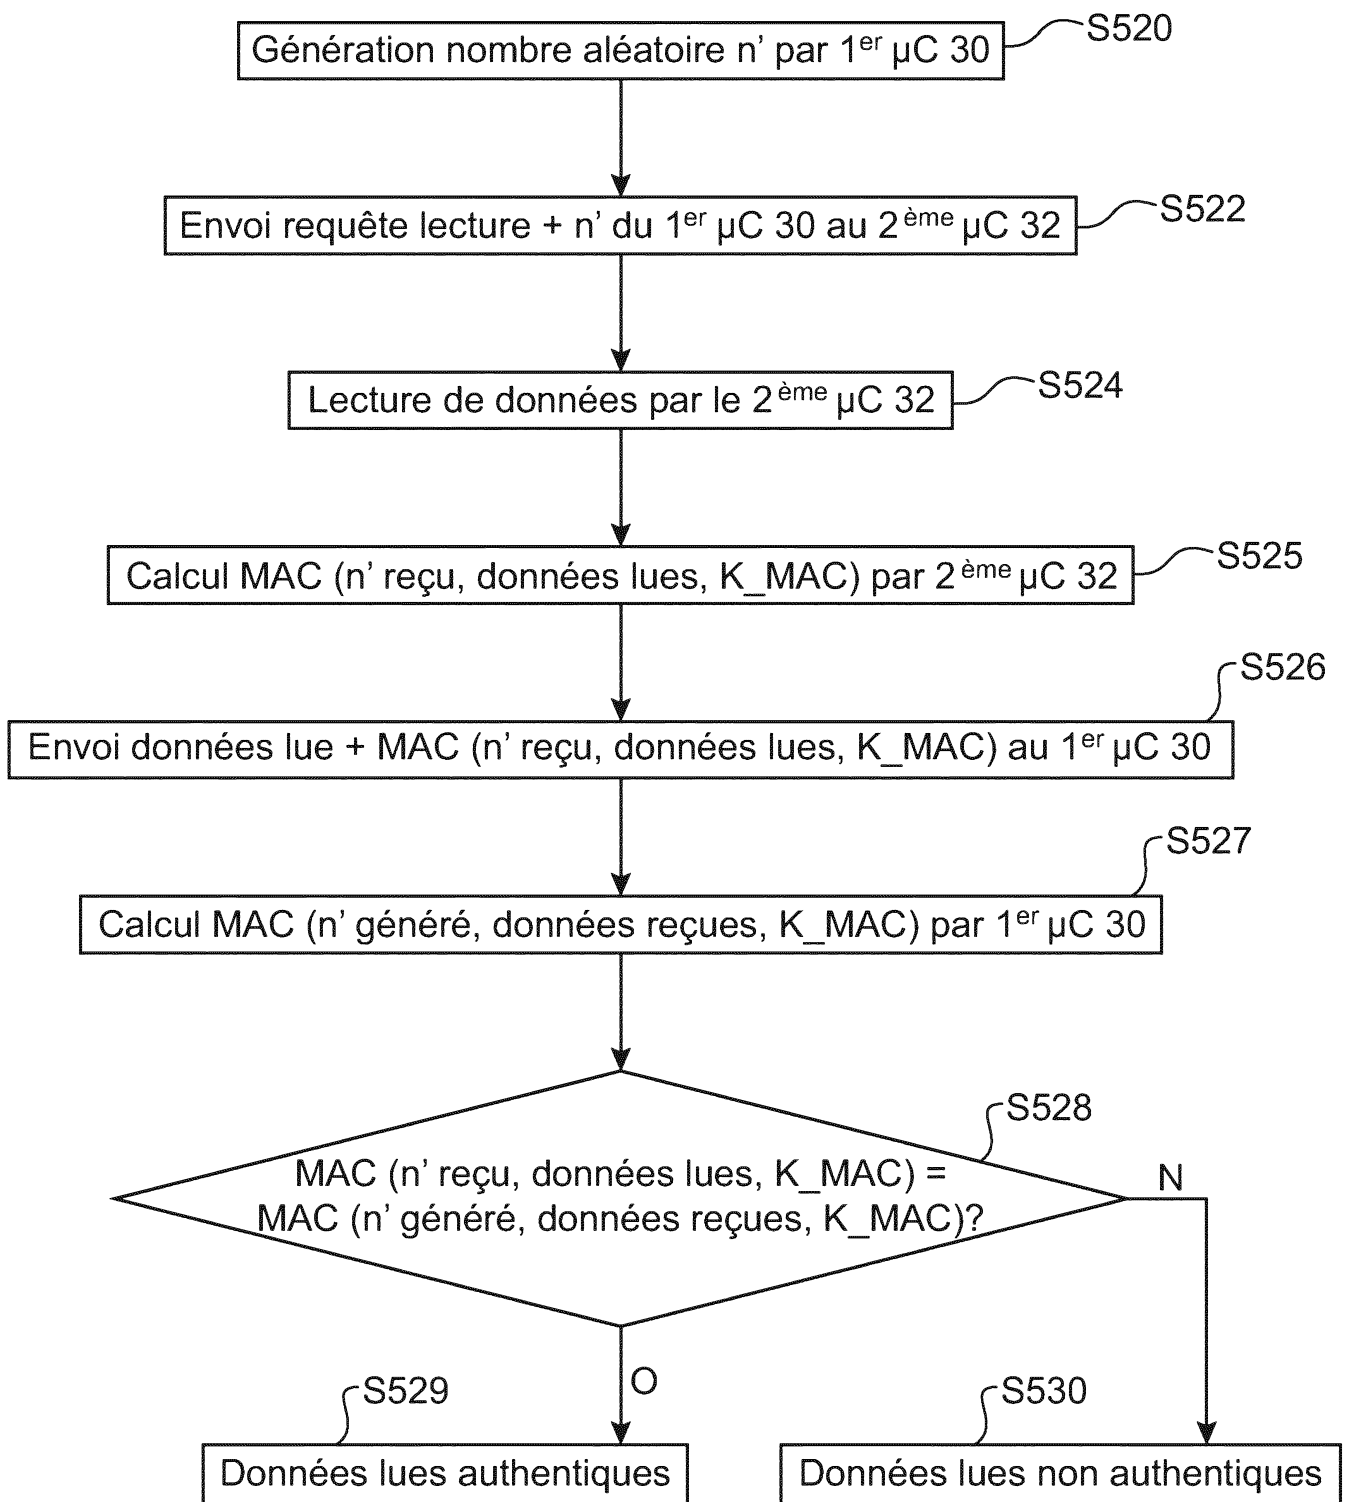 Génération nombre aléatoire n' par 1er µC 30
S520
Envoi requête lecture + n' du 1er µC 30 au 2ème µC 32
S522
Lecture de données par le 2ème µC 32
S524
Calcul MAC (n' reçu, données lues, K_MAC) par 2ème µC 32
S525
Envoi données lue + MAC (n' reçu, données lues, K_MAC) au 1er µC 30
S526
Calcul MAC (n' généré, données reçues, K_MAC) par 1er µC 30
S527
MAC (n' reçu, données lues, K_MAC) =
MAC (n' généré, données reçues, K_MAC)?
S528
N
O
S529
Données lues authentiques
S530
Données lues non authentiques